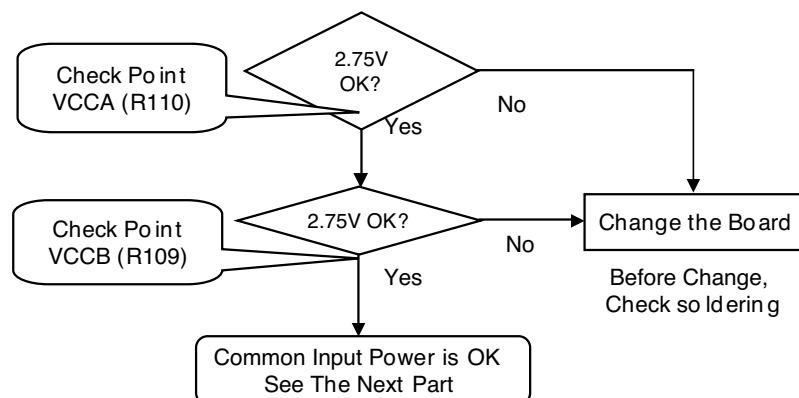 Check Point
VCCA (R110)
2.75V
OK?
No
Yes
Check Point
VCCB (R109)
2.75V OK?
No
Yes
Change the Board
Before Change,
Check soldering
Common Input Power is OK
See The Next Part